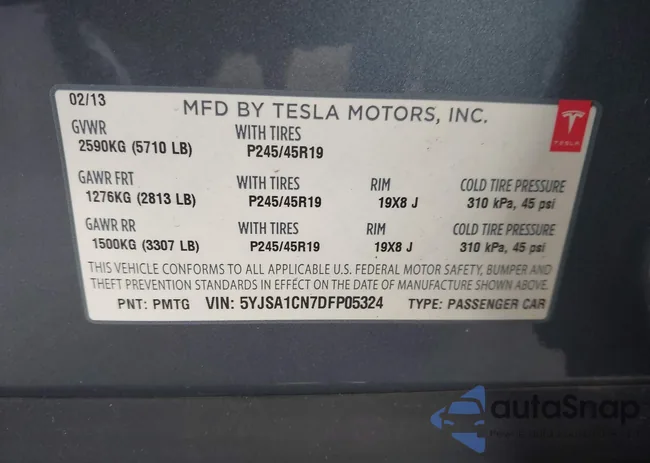 02/13
MFD BY TESLA MOTORS, INC.
TESLA
GVWR WITH TIRES
2590KG (5710 LB) P245/45R19
GAWR FRT WITH TIRES RIM COLD TIRE PRESSURE
1276KG (2813 LB) P245/45R19 19X8 J 310 kPa, 45 psi
GAWR RR WITH TIRES RIM COLD TIRE PRESSURE
1500KG (3307 LB) P245/45R19 19X8 J 310 kPa, 45 psi
THIS VEHICLE CONFORMS TO ALL APPLICABLE U.S. FEDERAL MOTOR SAFETY, BUMPER AND
THEFT PREVENTION STANDARDS IN EFFECT ON THE DATE OF MANUFACTURE SHOWN ABOVE.
PNT: PMTG VIN: 5YJSA1CN7DFP05324 TYPE: PASSENGER CAR
autoSnap